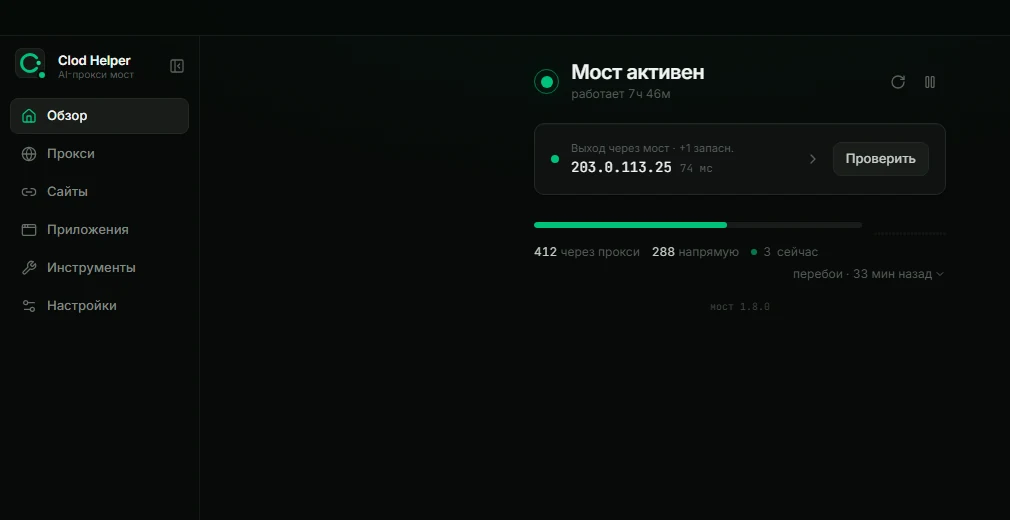 Clod Helper
AI-прокси мост
Обзор
Прокси
Сайты
Приложения
Инструменты
Настройки
Мост активен
работает 7ч 46м
Выход через мост · +1 запасн.
203.0.113.25 74 мс
Проверить
412 через прокси 288 напрямую 3 сейчас
перебои · 33 мин назад
мост 1.8.0